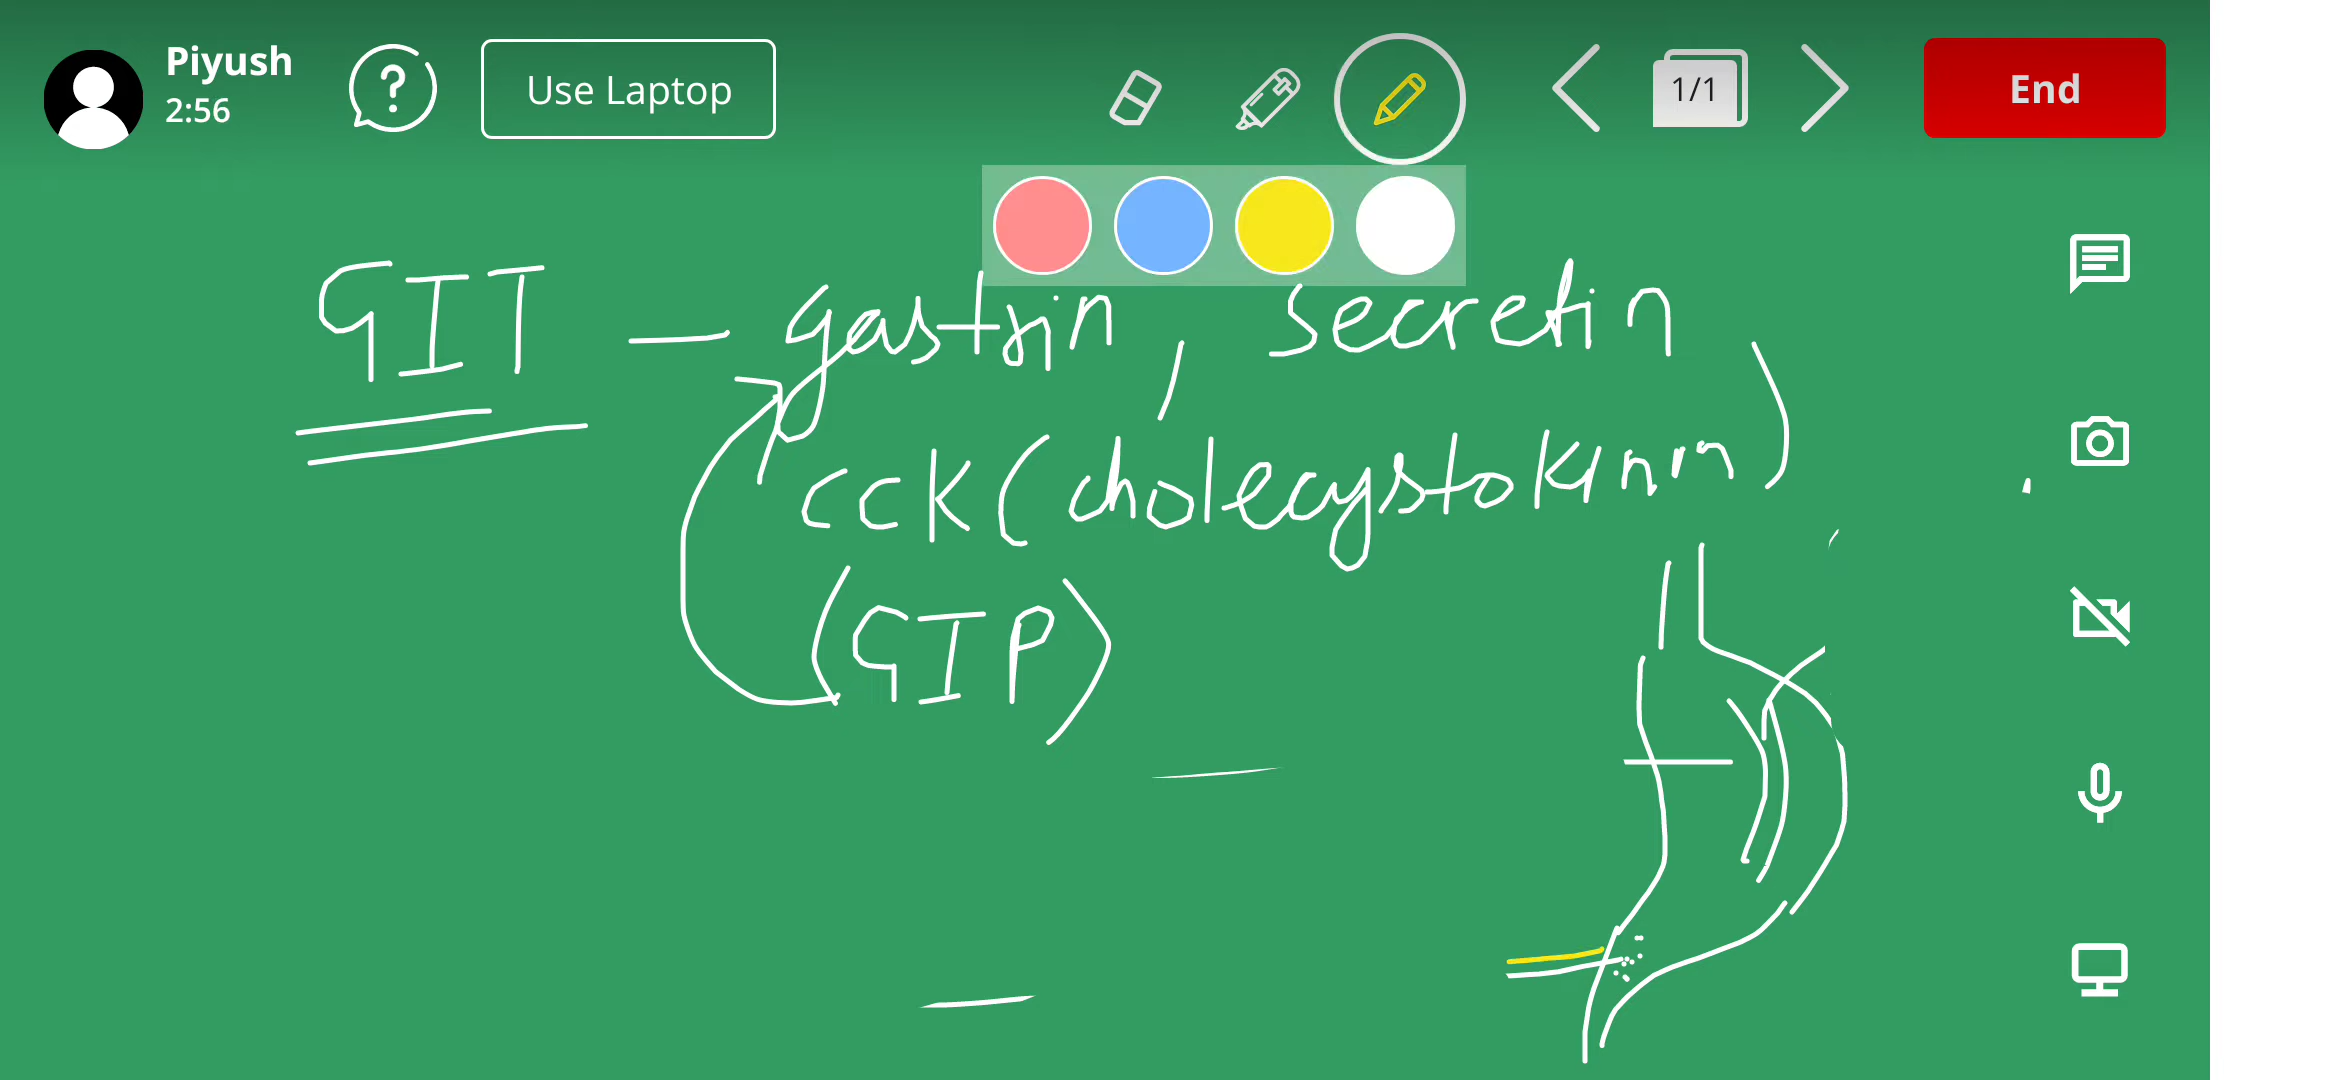 Piyush
2:56
Use Laptop
1/1
End
GIT — gastrin, secretin
CCK (cholecystokinin)
(GIP)